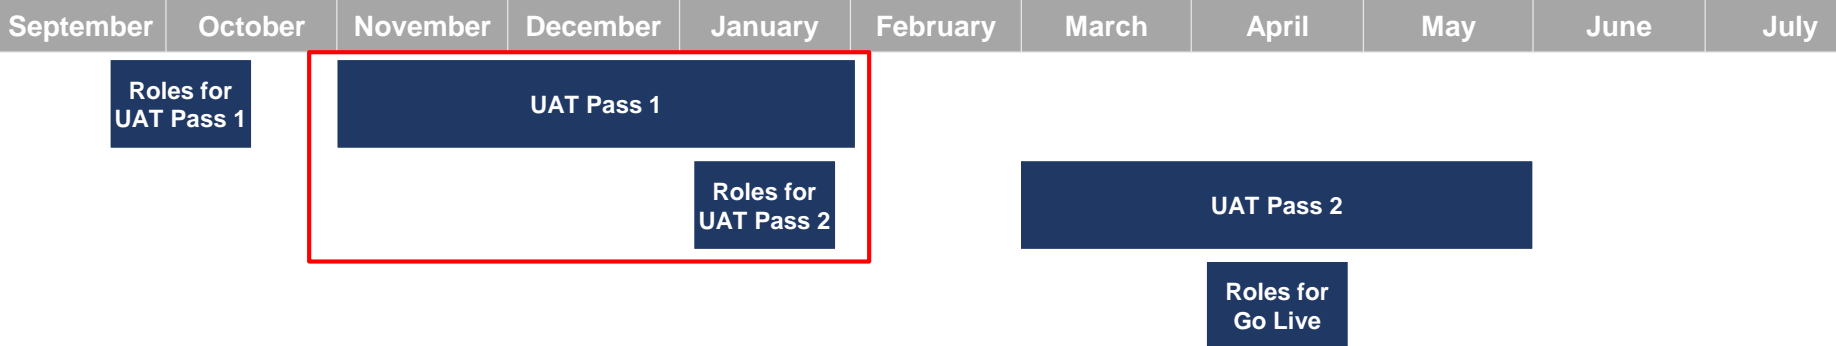 September October November December January February March April May June July
Roles for
UAT Pass 1
UAT Pass 1
Roles for
UAT Pass 2
UAT Pass 2
Roles for
Go Live